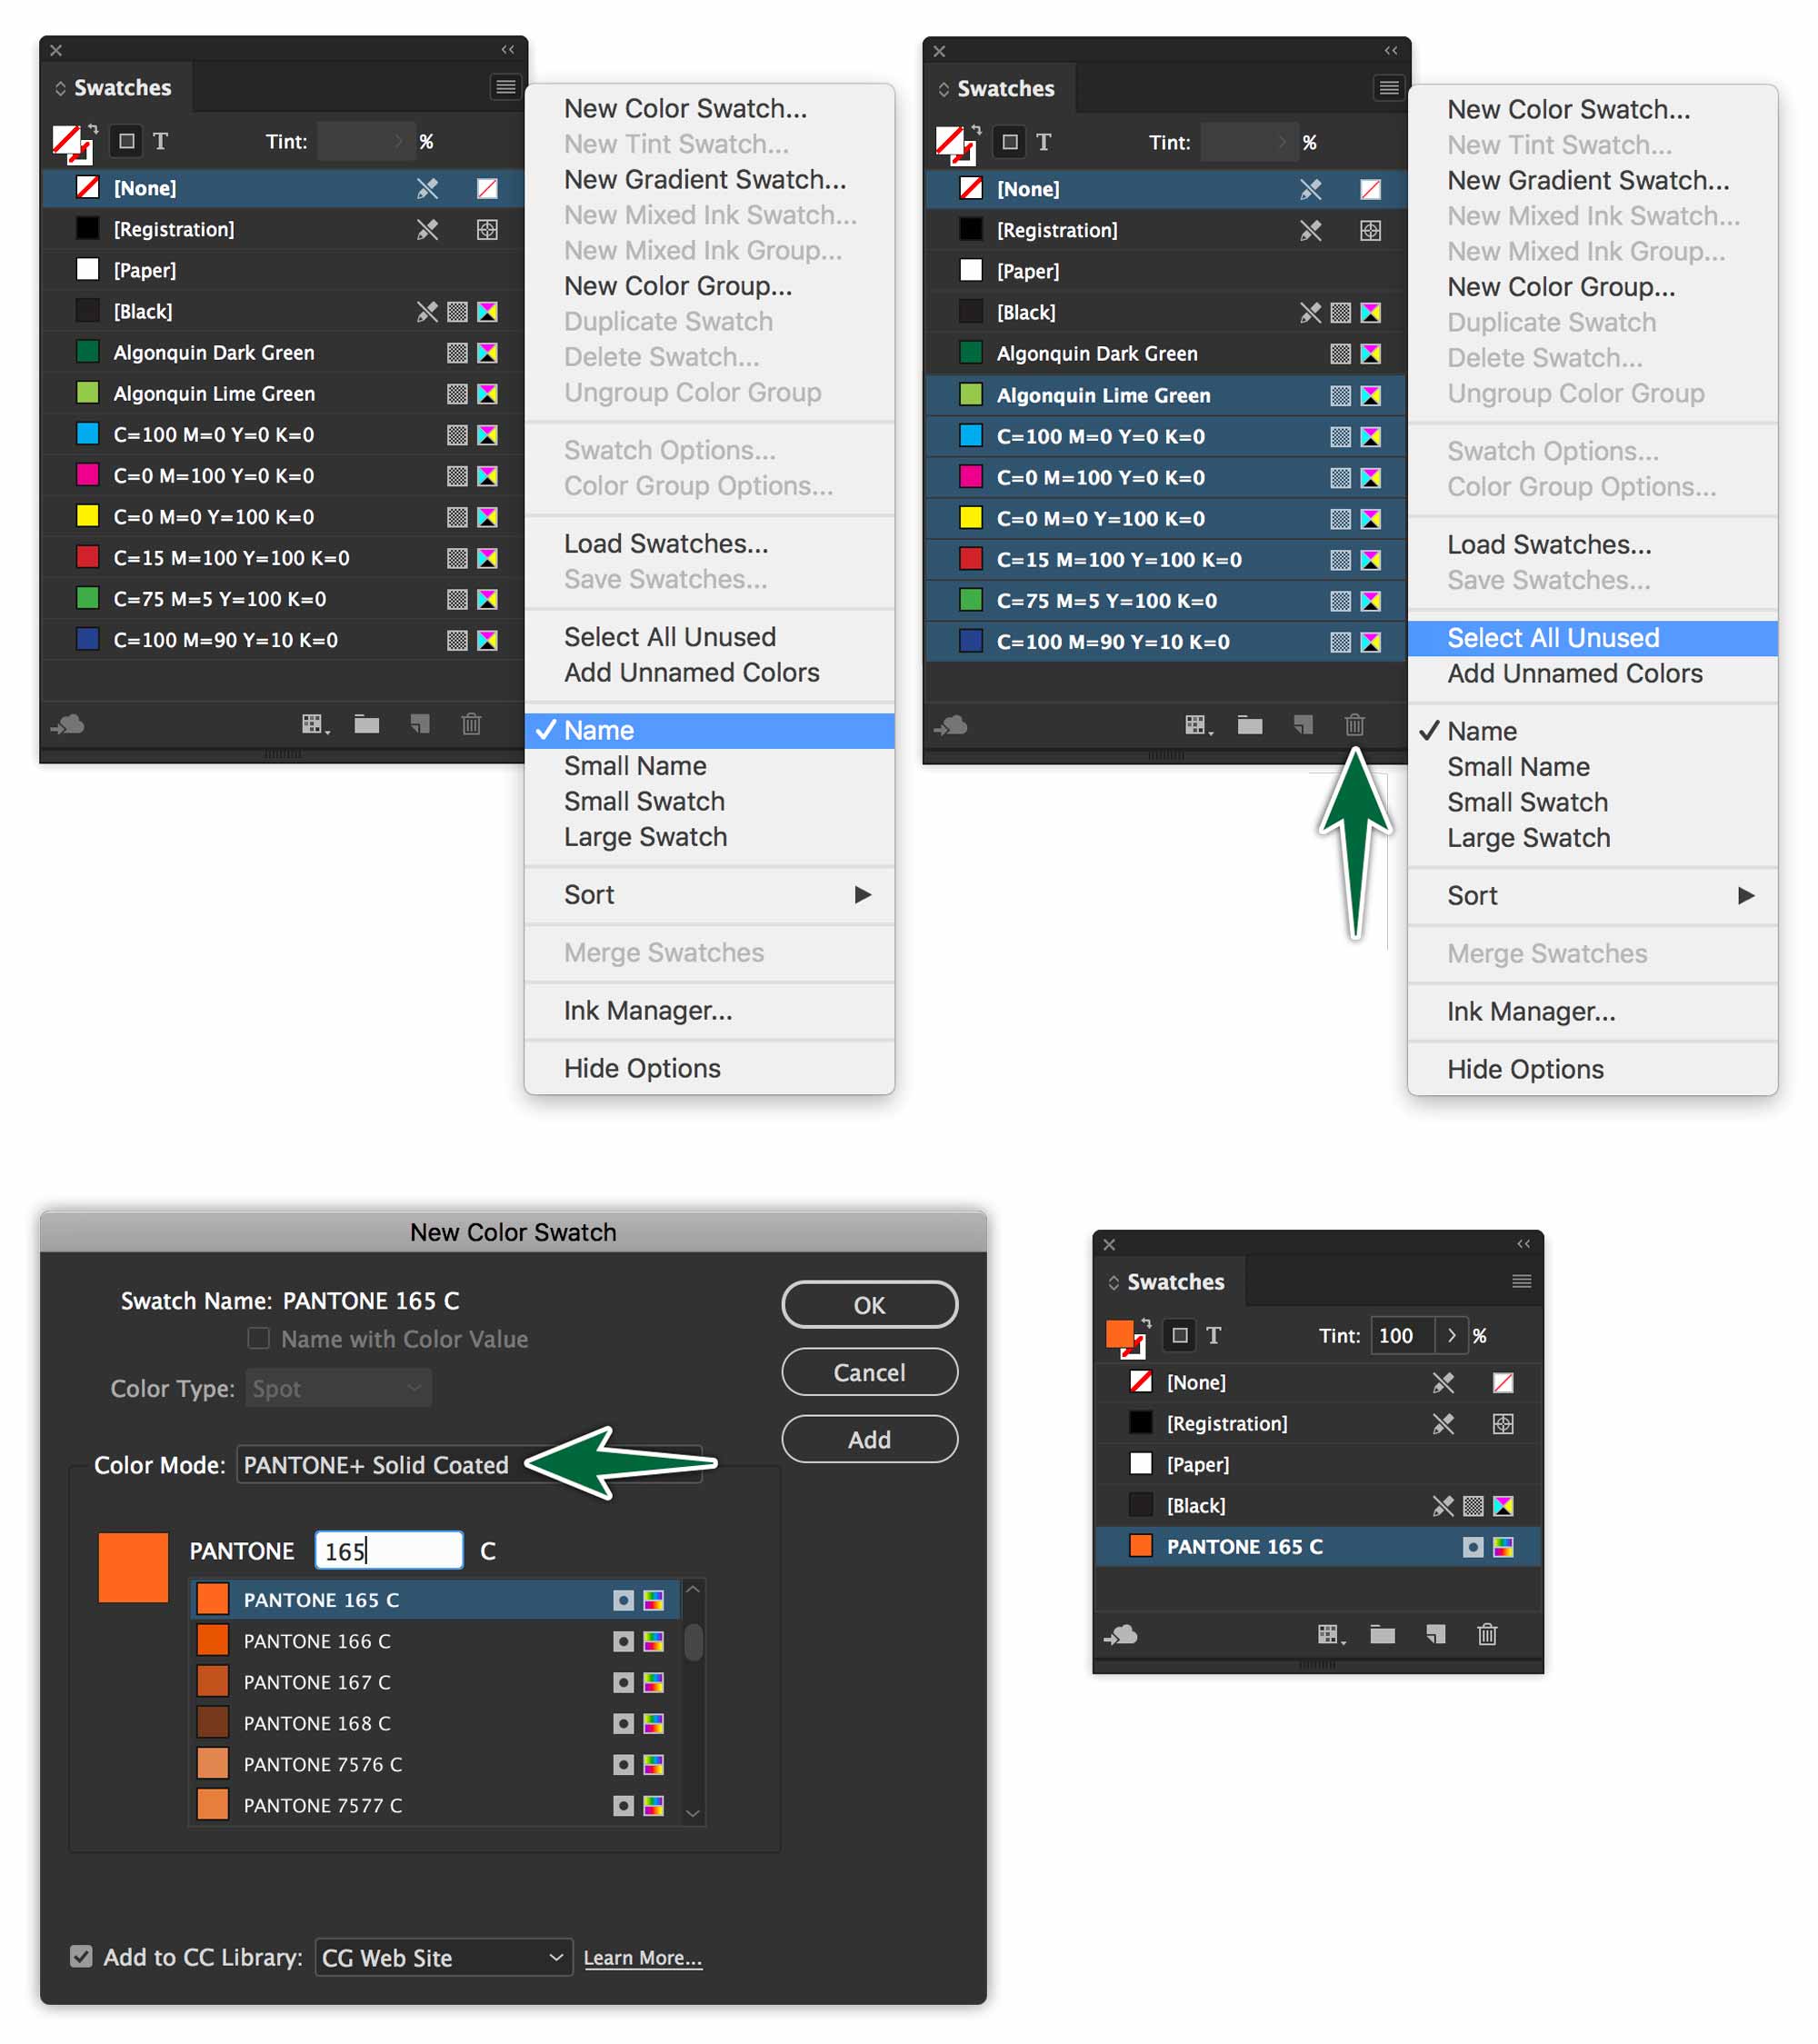 Swatches
Tint: %
[None]
[Registration]
[Paper]
[Black]
Algonquin Dark Green
Algonquin Lime Green
C=100 M=0 Y=0 K=0
C=0 M=100 Y=0 K=0
C=0 M=0 Y=100 K=0
C=15 M=100 Y=100 K=0
C=75 M=5 Y=100 K=0
C=100 M=90 Y=10 K=0
New Color Swatch...
New Tint Swatch...
New Gradient Swatch...
New Mixed Ink Swatch...
New Mixed Ink Group...
New Color Group...
Duplicate Swatch
Delete Swatch...
Ungroup Color Group
Swatch Options...
Color Group Options...
Load Swatches...
Save Swatches...
Select All Unused
Add Unnamed Colors
Name
Small Name
Small Swatch
Large Swatch
Sort
Merge Swatches
Ink Manager...
Hide Options
Swatches
T
Tint: %
[None]
[Registration]
[Paper]
[Black]
Algonquin Dark Green
Algonquin Lime Green
C=100 M=0 Y=0 K=0
C=0 M=100 Y=0 K=0
C=0 M=0 Y=100 K=0
C=15 M=100 Y=100 K=0
C=75 M=5 Y=100 K=0
C=100 M=90 Y=10 K=0
New Color Swatch...
New Tint Swatch...
New Gradient Swatch...
New Mixed Ink Swatch...
New Mixed Ink Group...
New Color Group...
Duplicate Swatch
Delete Swatch...
Ungroup Color Group
Swatch Options...
Color Group Options...
Load Swatches...
Save Swatches...
Select All Unused
Add Unnamed Colors
Name
Small Name
Small Swatch
Large Swatch
Sort
Merge Swatches
Ink Manager...
Hide Options
New Color Swatch
Swatch Name: PANTONE 165 C
Name with Color Value
Color Type: Spot
Color Mode: PANTONE+ Solid Coated
PANTONE 165 C
PANTONE 165 C
PANTONE 166 C
PANTONE 167 C
PANTONE 168 C
PANTONE 7576 C
PANTONE 7577 C
OK
Cancel
Add
Add to CC Library: CG Web Site Learn More...
Swatches
T
Tint: 100 %
[None]
[Registration]
[Paper]
[Black]
PANTONE 165 C